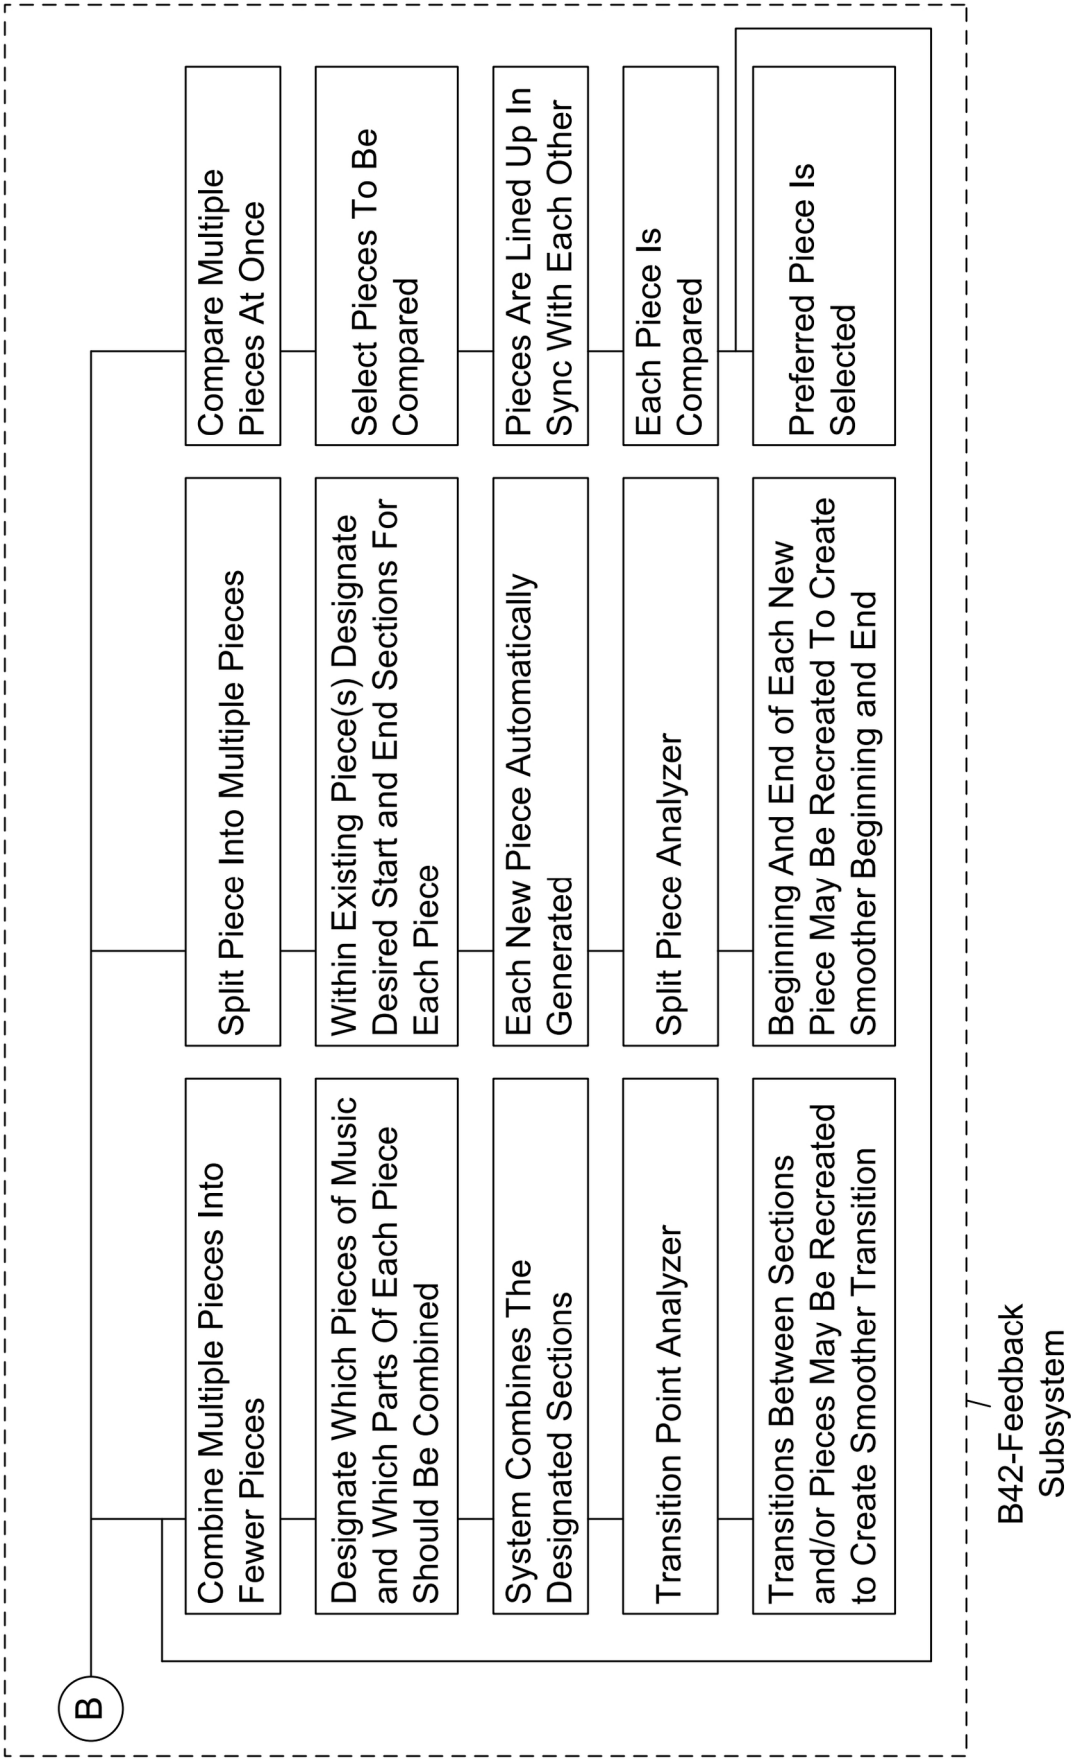 B
Combine Multiple Pieces Into
Fewer Pieces
Designate Which Pieces of Music
and Which Parts Of Each Piece
Should Be Combined
System Combines The
Designated Sections
Transition Point Analyzer
Transitions Between Sections
and/or Pieces May Be Recreated
to Create Smoother Transition
Split Piece Into Multiple Pieces
Within Existing Piece(s) Designate
Desired Start and End Sections For
Each Piece
Each New Piece Automatically
Generated
Split Piece Analyzer
Beginning And End of Each New
Piece May Be Recreated To Create
Smoother Beginning and End
Compare Multiple
Pieces At Once
Select Pieces To Be
Compared
Pieces Are Lined Up In
Sync With Each Other
Each Piece Is
Compared
Preferred Piece Is
Selected
B42-Feedback
Subsystem